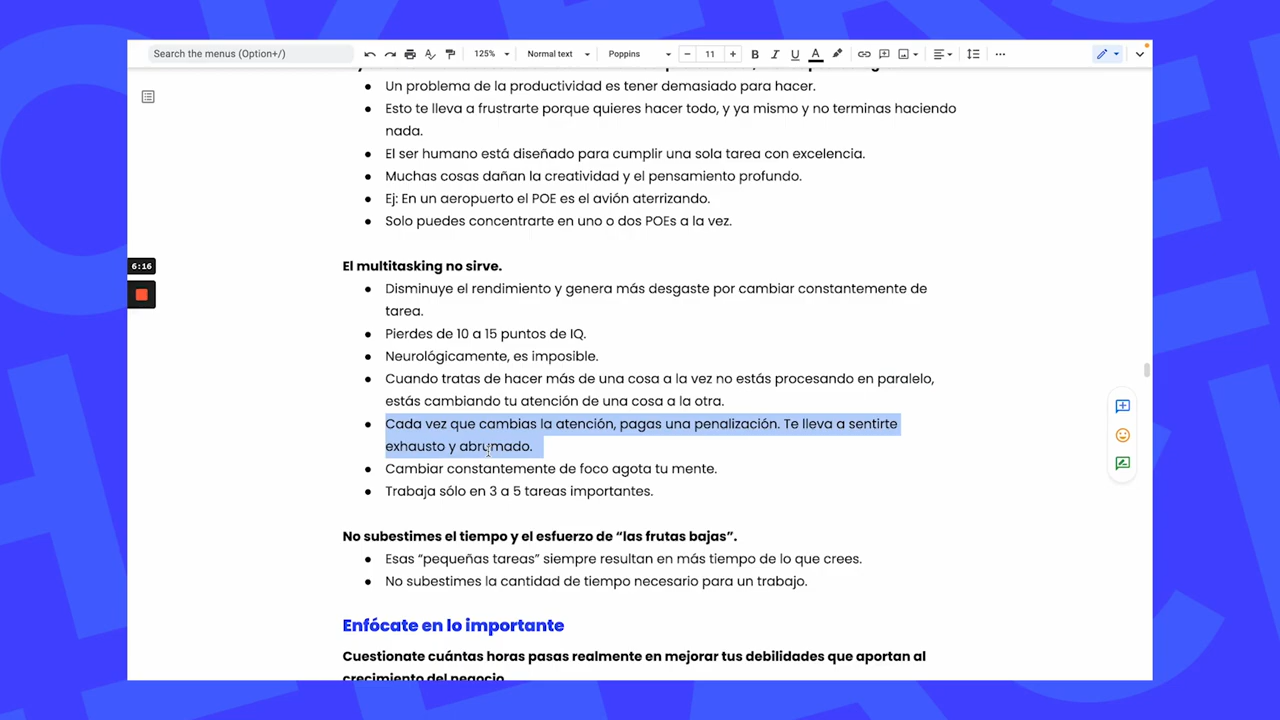 Search the menus (Option+/)
125%
Normal text
Poppins
11
Un problema de la productividad es tener demasiado para hacer.
Esto te lleva a frustrarte porque quieres hacer todo, y ya mismo y no terminas haciendo
nada.
El ser humano está diseñado para cumplir una sola tarea con excelencia.
Muchas cosas dañan la creatividad y el pensamiento profundo.
Ej: En un aeropuerto el POE es el avión aterrizando.
Solo puedes concentrarte en uno o dos POEs a la vez.
6:16
El multitasking no sirve.
Disminuye el rendimiento y genera más desgaste por cambiar constantemente de
tarea.
Pierdes de 10 a 15 puntos de IQ.
Neurológicamente, es imposible.
Cuando tratas de hacer más de una cosa a la vez no estás procesando en paralelo,
estás cambiando tu atención de una cosa a la otra.
Cada vez que cambias la atención, pagas una penalización. Te lleva a sentirte
exhausto y abrumado.
Cambiar constantemente de foco agota tu mente.
Trabaja sólo en 3 a 5 tareas importantes.
No subestimes el tiempo y el esfuerzo de “las frutas bajas”.
Esas “pequeñas tareas” siempre resultan en más tiempo de lo que crees.
No subestimes la cantidad de tiempo necesario para un trabajo.
Enfócate en lo importante
Cuestionate cuántas horas pasas realmente en mejorar tus debilidades que aportan al
crecimiento del negocio